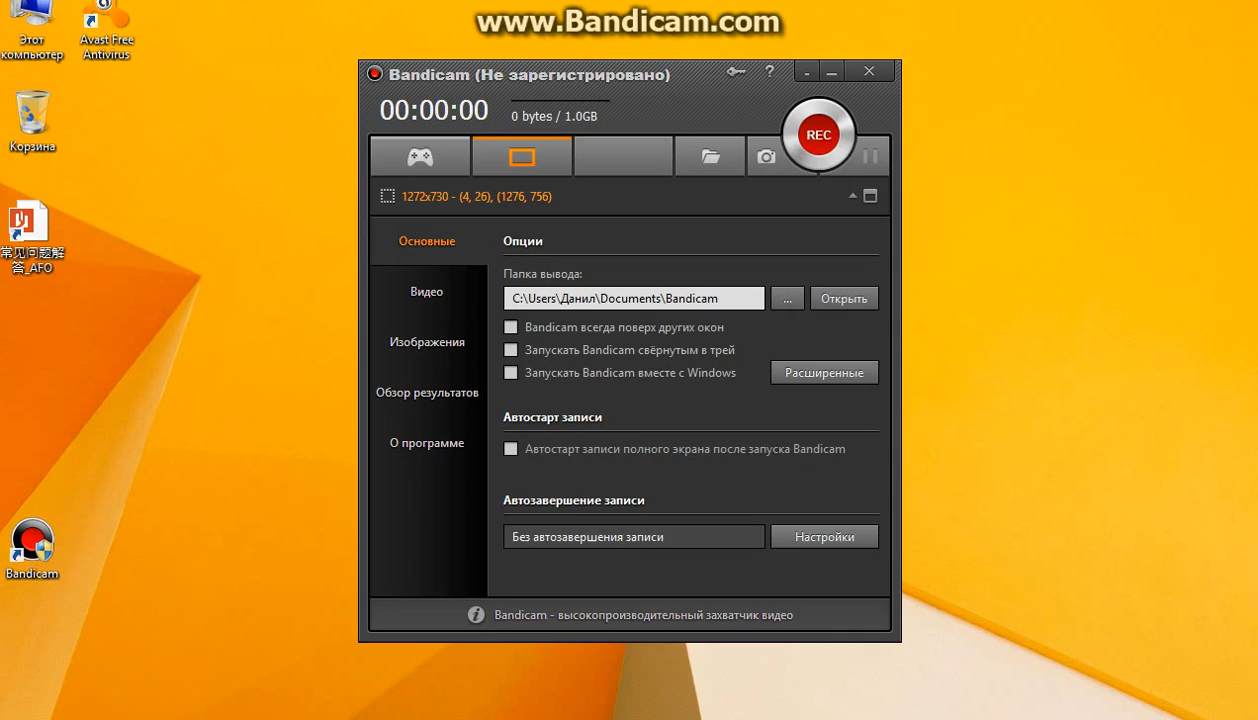 www.Bandicam.com
Этот
компьютер
Avast Free
Antivirus
Корзина
常见问题解
答_AFO
Bandicam
Bandicam (Не зарегистрировано)
?
00:00:00
0 bytes / 1.0GB
REC
1272x730 - (4, 26), (1276, 756)
Основные
Видео
Изображения
Обзор результатов
О программе
Опции
Папка вывода:
C:\Users\Данил\Documents\Bandicam
...
Открыть
Bandicam всегда поверх других окон
Запускать Bandicam свёрнутым в трей
Запускать Bandicam вместе с Windows
Расширенные
Автостарт записи
Автостарт записи полного экрана после запуска Bandicam
Автозавершение записи
Без автозавершения записи
Настройки
Bandicam - высокопроизводительный захватчик видео